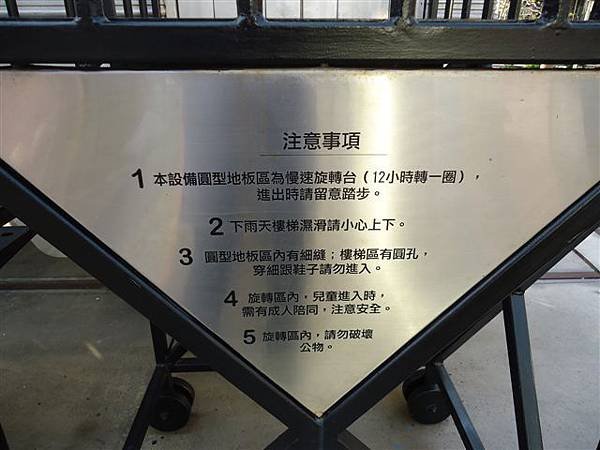 注意事項
1 本設備圓型地板區為慢速旋轉台（12小時轉一圈），
進出時請留意踏步。
2 下雨天樓梯濕滑請小心上下。
3 圓型地板區內有細縫；樓梯區有圓孔，
穿細跟鞋子請勿進入。
4 旋轉區內，兒童進入時，
需有成人陪同，注意安全。
5 旋轉區內，請勿破壞
公物。